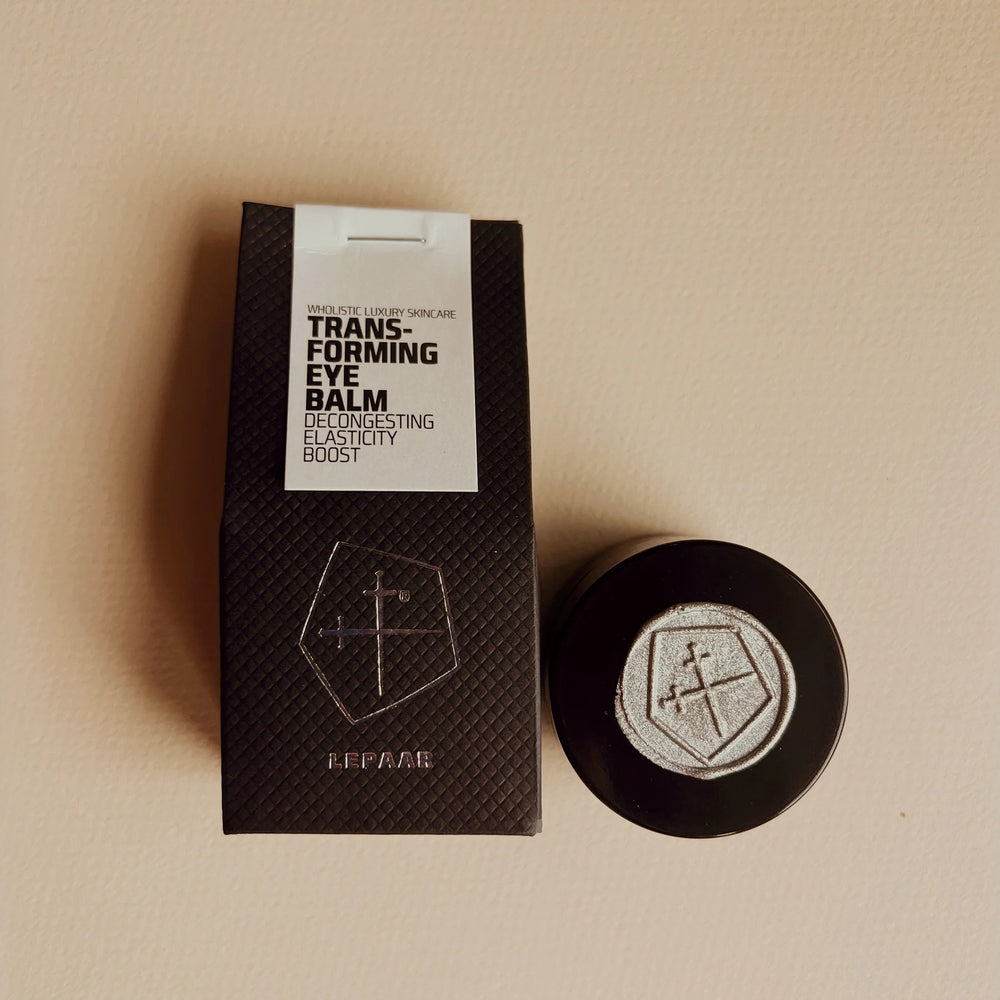 WHOLISTIC LUXURY SKINCARE
TRANS-
FORMING
EYE
BALM
DECONGESTING
ELASTICITY
BOOST
®
LEPAAR